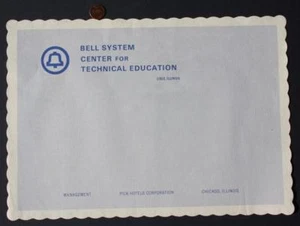 BELL SYSTEM
CENTER FOR
TECHNICAL EDUCATION
MANAGEMENT
CHICAGO, ILLINOIS